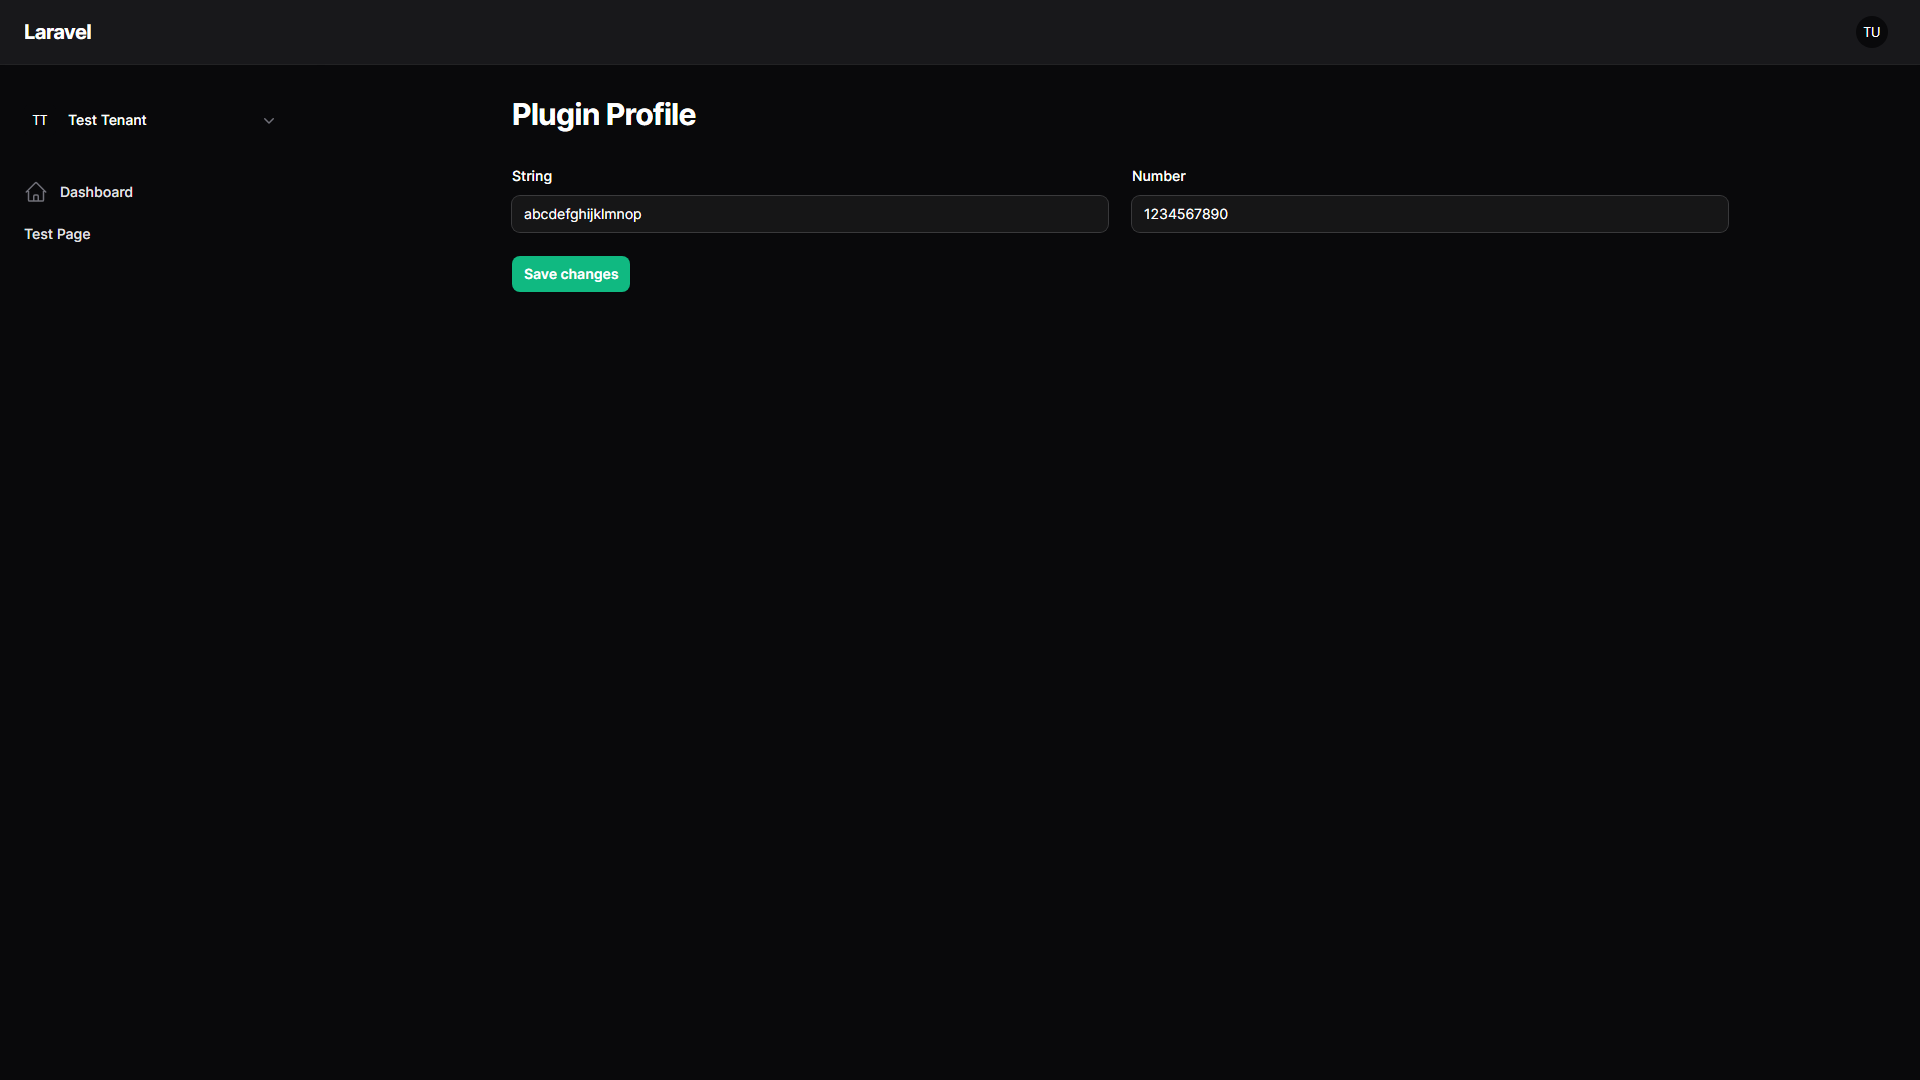 Laravel
TU
TT
Test Tenant
Dashboard
Test Page
Plugin Profile
String
abcdefghijklmnop
Number
1234567890
Save changes